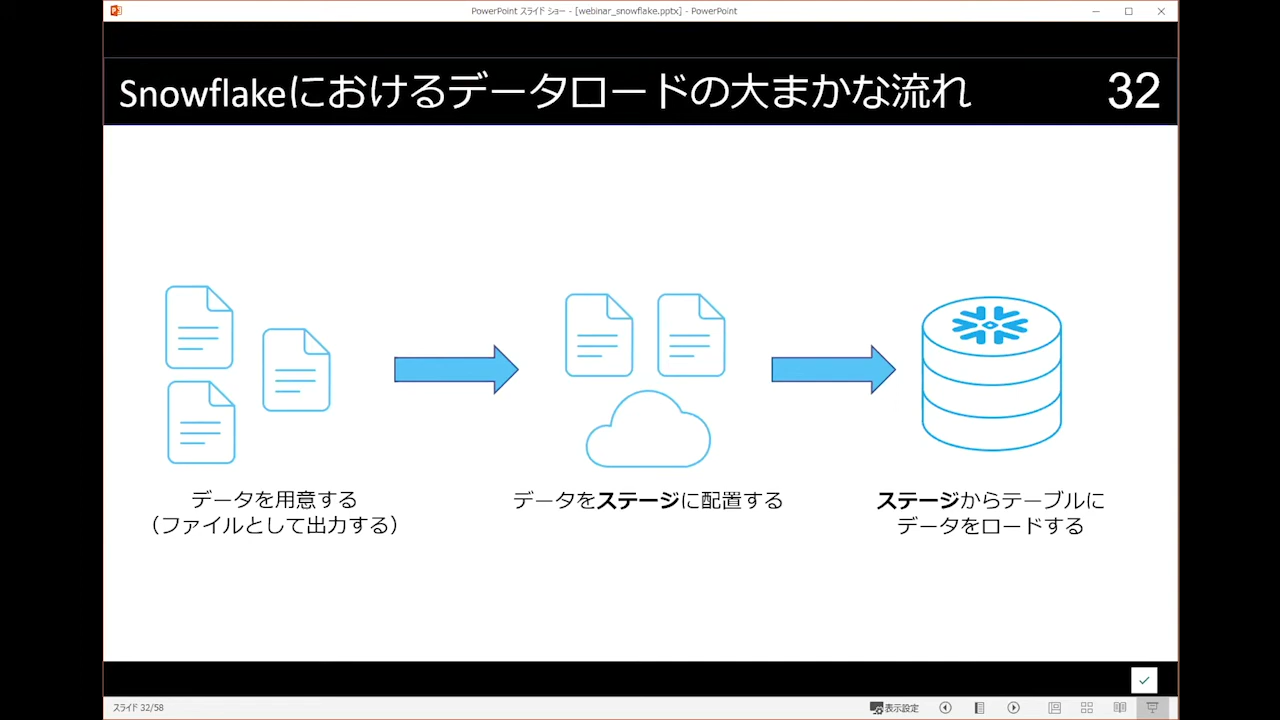 PowerPoint スライド ショー - [webinar_snowflake.pptx] - PowerPoint
Snowflakeにおけるデータロードの大まかな流れ
32
データを用意する
（ファイルとして出力する）
データをステージに配置する
ステージからテーブルに
データをロードする
スライド 32/58
表示設定